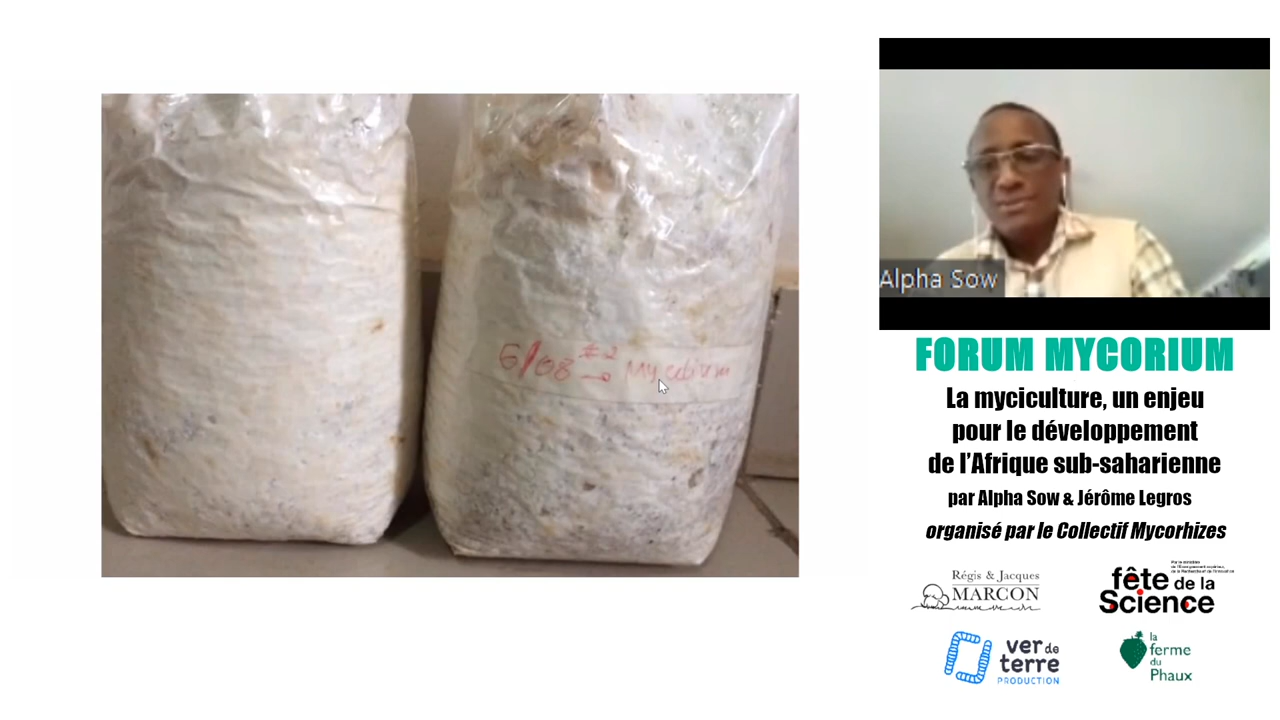 6/08 #2 → Mycelium
Alpha Sow
FORUM MYCORIUM
La myciculture, un enjeu
pour le développement
de l'Afrique sub-saharienne
par Alpha Sow & Jérôme Legros
organisé par le Collectif Mycorhizes
Régis & Jacques
MARCON
fête de la
Science
ver de
terre
PRODUCTION
la
ferme
du
Phaux